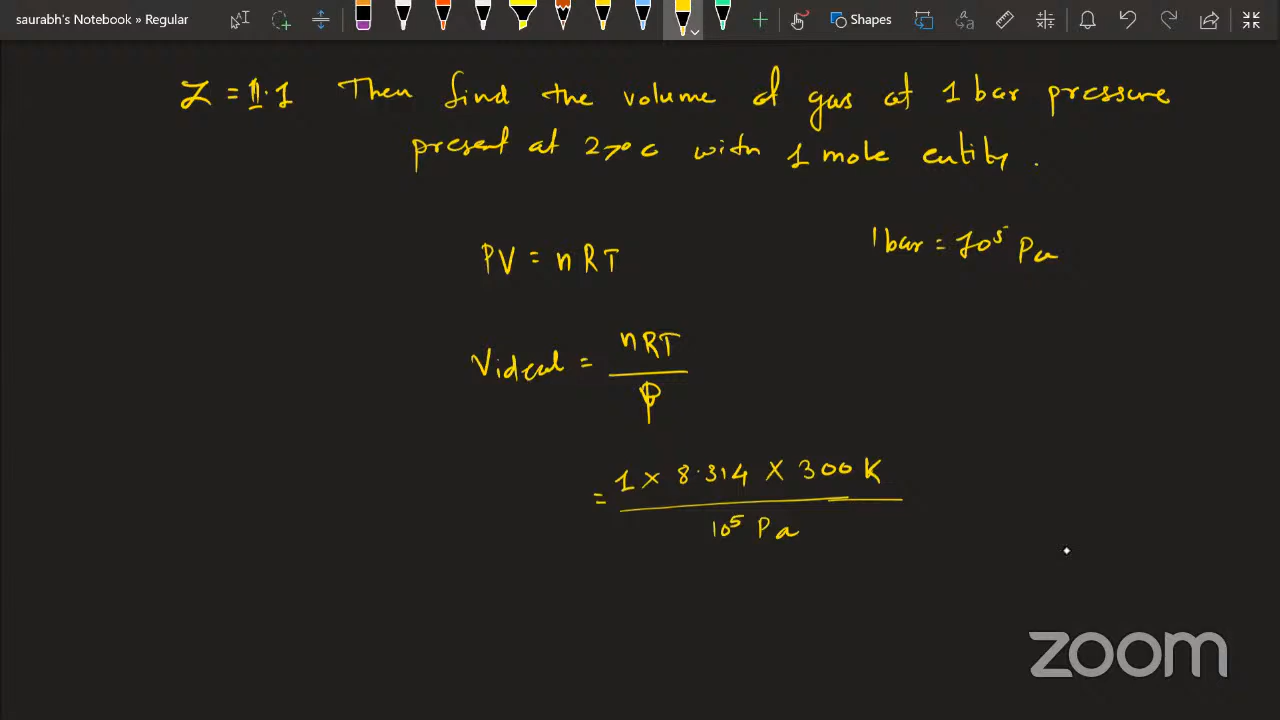 saurabh's Notebook » Regular
Shapes
Z = 1.1 Then find the volume of gas at 1 bar pressure
present at 27°C with 1 mole entity.
PV = nRT
1 bar = 10⁵ Pa
Videal = nRT
P
= 1 × 8.314 × 300 K
10⁵ Pa
zoom